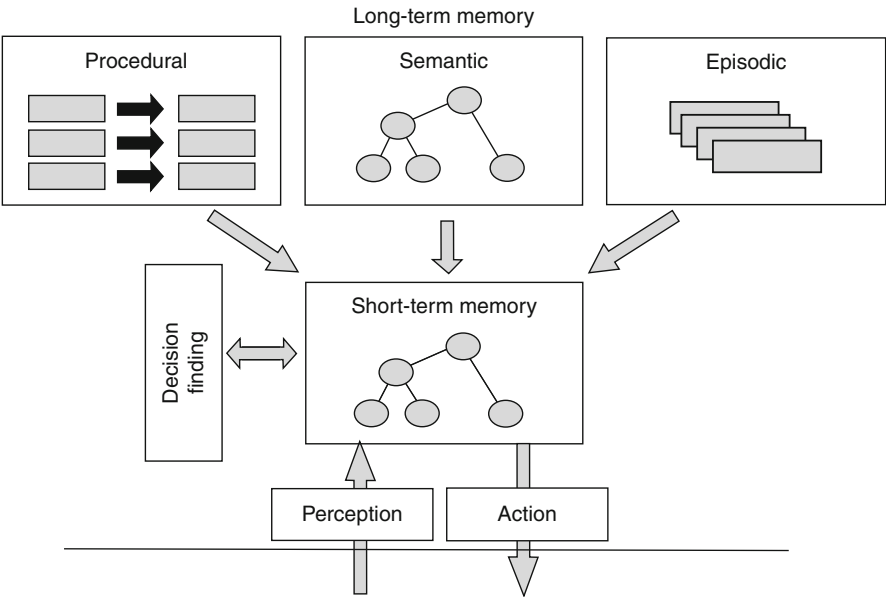 Long-term memory
Procedural
Semantic
Episodic
Short-term memory
Decision
finding
Perception
Action